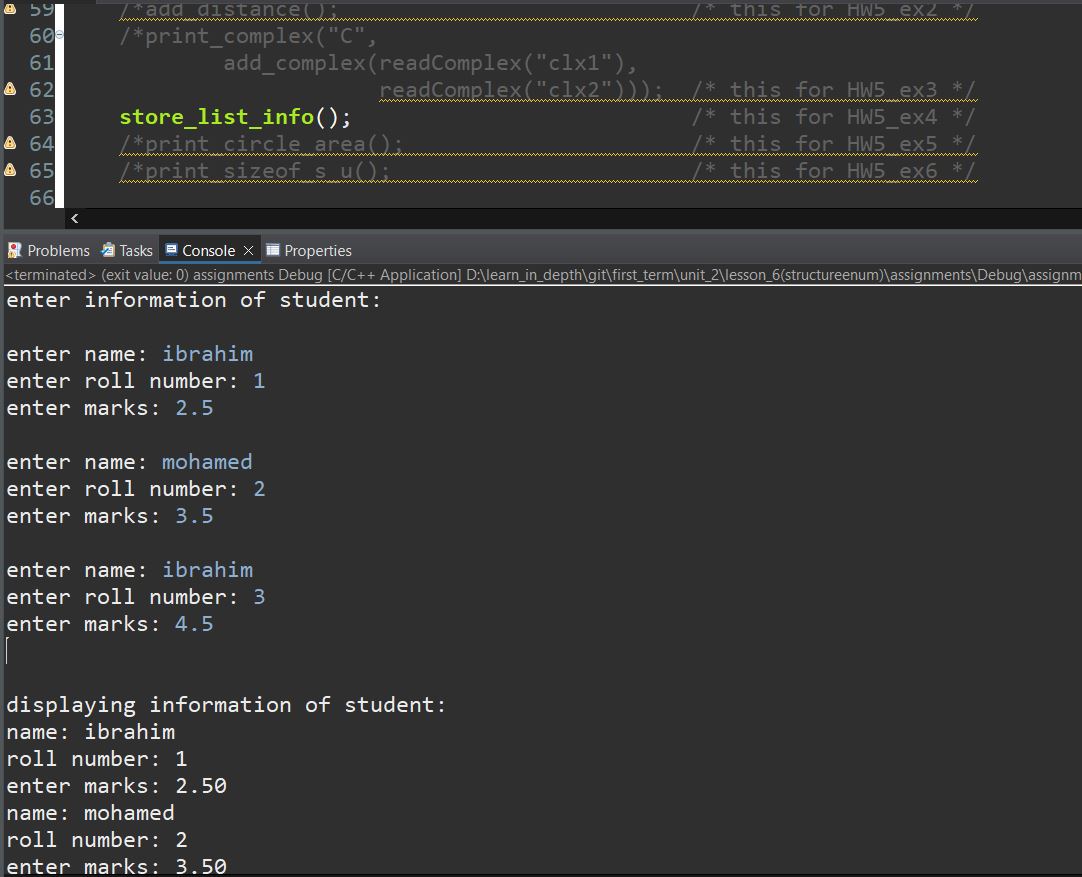 59 /*add_distance(); /* this for HW5_ex2 */
60 /*print_complex("C",
61 add_complex(readComplex("clx1"),
62 readComplex("clx2"))); /* this for HW5_ex3 */
63 store_list_info(); /* this for HW5_ex4 */
64 /*print_circle_area(); /* this for HW5_ex5 */
65 /*print_sizeof_s_u(); /* this for HW5_ex6 */
66
<
Problems Tasks Console Properties
<terminated> (exit value: 0) assignments Debug [C/C++ Application] D:\learn_in_depth\git\first_term\unit_2\lesson_6(structureenum)\assignments\Debug\assignm
enter information of student:
enter name: ibrahim
enter roll number: 1
enter marks: 2.5
enter name: mohamed
enter roll number: 2
enter marks: 3.5
enter name: ibrahim
enter roll number: 3
enter marks: 4.5
displaying information of student:
name: ibrahim
roll number: 1
enter marks: 2.50
name: mohamed
roll number: 2
enter marks: 3.50